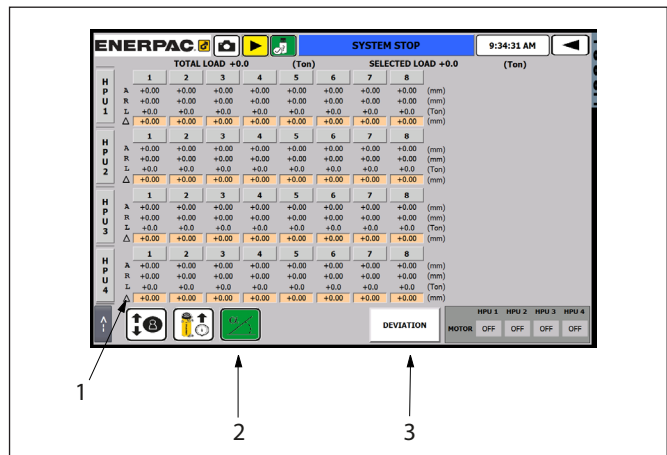 ENERPAC. SYSTEM STOP 9:34:31 AM
TOTAL LOAD +0.0 (Ton) SELECTED LOAD +0.0 (Ton)
HPU 1
1 2 3 4 5 6 7 8
A +0.00 +0.00 +0.00 +0.00 +0.00 +0.00 +0.00 +0.00 (mm)
R +0.00 +0.00 +0.00 +0.00 +0.00 +0.00 +0.00 +0.00 (mm)
L +0.0 +0.0 +0.0 +0.0 +0.0 +0.0 +0.0 +0.0 (Ton)
Δ +0.00 +0.00 +0.00 +0.00 +0.00 +0.00 +0.00 +0.00 (mm)
HPU 2
1 2 3 4 5 6 7 8
A +0.00 +0.00 +0.00 +0.00 +0.00 +0.00 +0.00 +0.00 (mm)
R +0.00 +0.00 +0.00 +0.00 +0.00 +0.00 +0.00 +0.00 (mm)
L +0.0 +0.0 +0.0 +0.0 +0.0 +0.0 +0.0 +0.0 (Ton)
Δ +0.00 +0.00 +0.00 +0.00 +0.00 +0.00 +0.00 +0.00 (mm)
HPU 3
1 2 3 4 5 6 7 8
A +0.00 +0.00 +0.00 +0.00 +0.00 +0.00 +0.00 +0.00 (mm)
R +0.00 +0.00 +0.00 +0.00 +0.00 +0.00 +0.00 +0.00 (mm)
L +0.0 +0.0 +0.0 +0.0 +0.0 +0.0 +0.0 +0.0 (Ton)
Δ +0.00 +0.00 +0.00 +0.00 +0.00 +0.00 +0.00 +0.00 (mm)
HPU 4
1 2 3 4 5 6 7 8
A +0.00 +0.00 +0.00 +0.00 +0.00 +0.00 +0.00 +0.00 (mm)
R +0.00 +0.00 +0.00 +0.00 +0.00 +0.00 +0.00 +0.00 (mm)
L +0.0 +0.0 +0.0 +0.0 +0.0 +0.0 +0.0 +0.0 (Ton)
Δ +0.00 +0.00 +0.00 +0.00 +0.00 +0.00 +0.00 +0.00 (mm)
HPU 1 HPU 2 HPU 3 HPU 4
DEVIATION MOTOR OFF OFF OFF OFF
1
2 3